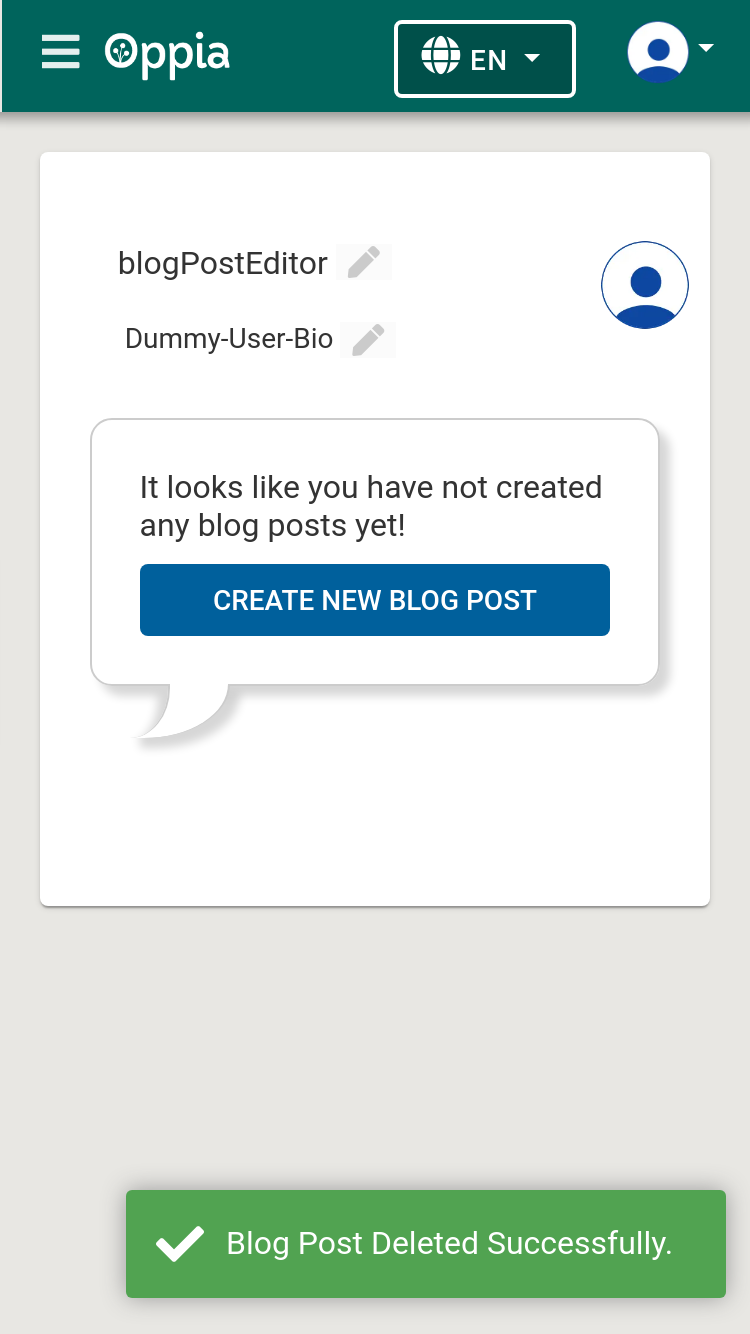 Oppia
EN
blogPostEditor
Dummy-User-Bio
It looks like you have not created
any blog posts yet!
CREATE NEW BLOG POST
Blog Post Deleted Successfully.